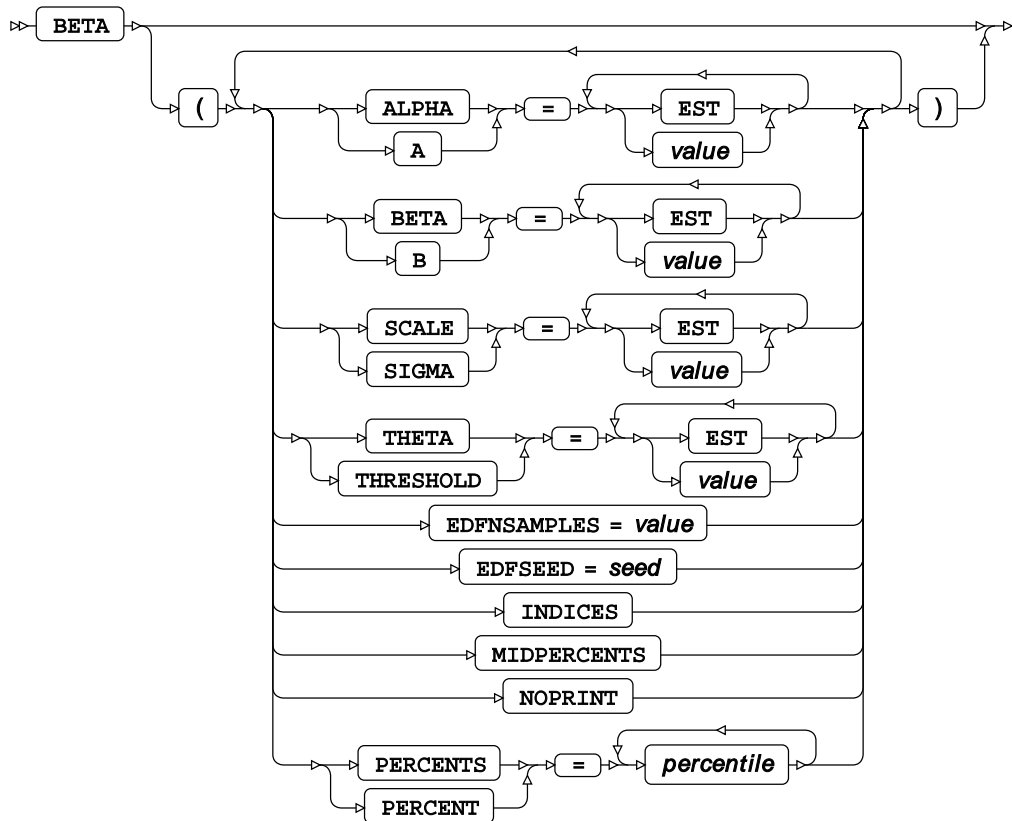 BETA
( ALPHA = EST )
A value
BETA = EST
B value
SCALE = EST
SIGMA value
THETA = EST
THRESHOLD value
EDFNSAMPLES = value
EDFSEED = seed
INDICES
MIDPERCENTS
NOPRINT
PERCENTS = percentile
PERCENT